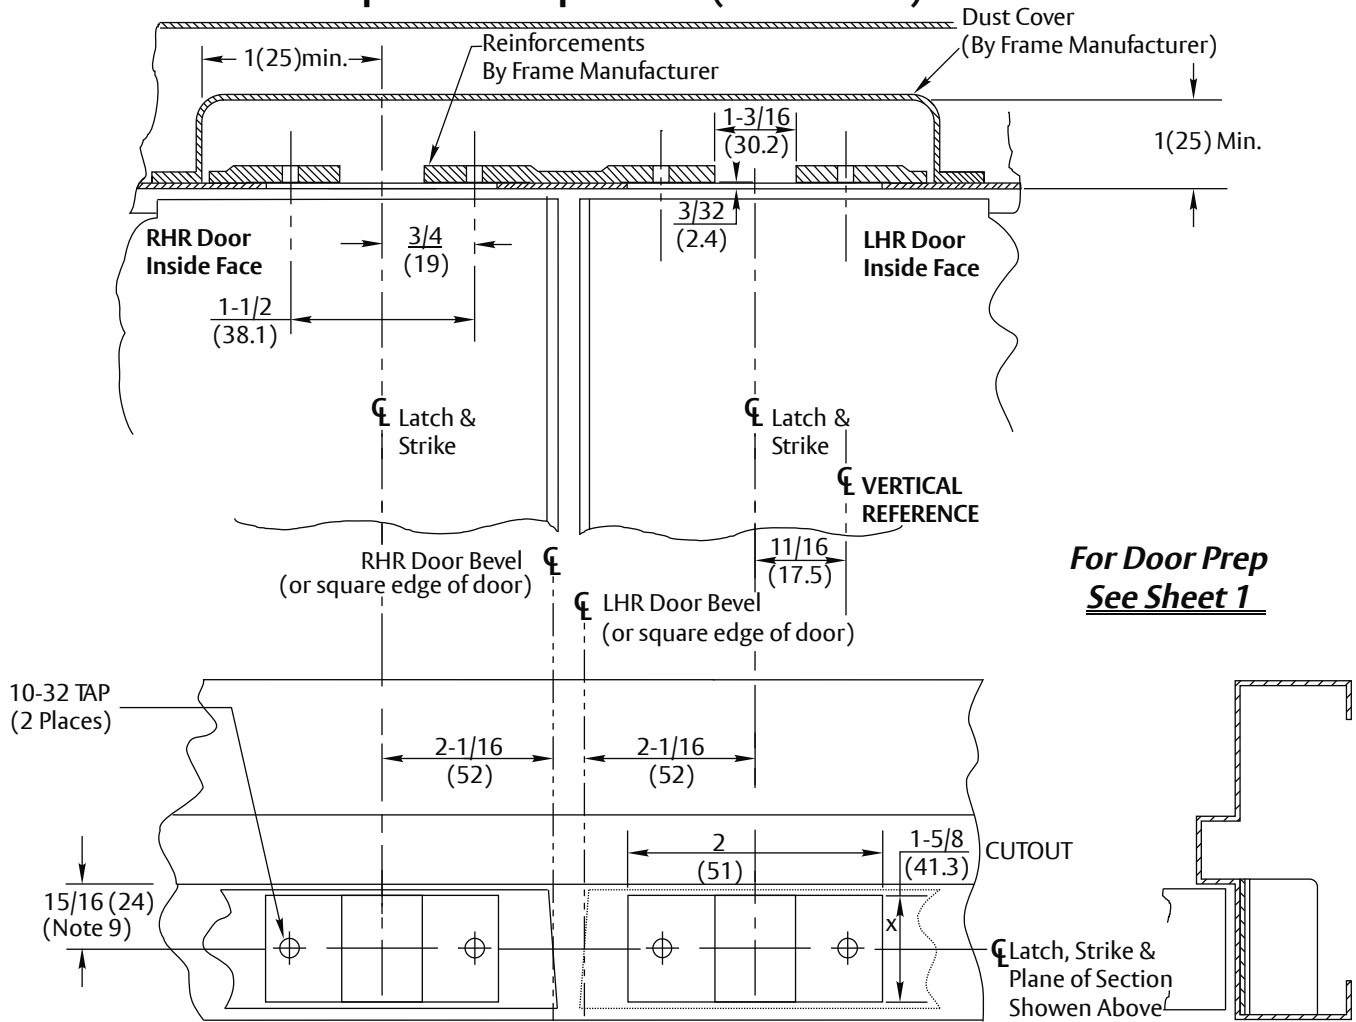 Dust Cover
(By Frame Manufacturer)
Reinforcements
By Frame Manufacturer
1(25)min.
1-3/16
(30.2)
1(25) Min.
3/32
(2.4)
RHR Door
Inside Face
3/4
(19)
LHR Door
Inside Face
1-1/2
(38.1)
℄ Latch &
Strike
℄ Latch &
Strike
℄ VERTICAL
REFERENCE
RHR Door Bevel ℄
(or square edge of door)
11/16
(17.5)
℄ LHR Door Bevel
(or square edge of door)
For Door Prep
See Sheet 1
10-32 TAP
(2 Places)
2-1/16
(52)
2-1/16
(52)
2
(51)
1-5/8
(41.3)
CUTOUT
15/16 (24)
(Note 9)
x
℄ Latch, Strike &
Plane of Section
Showen Above